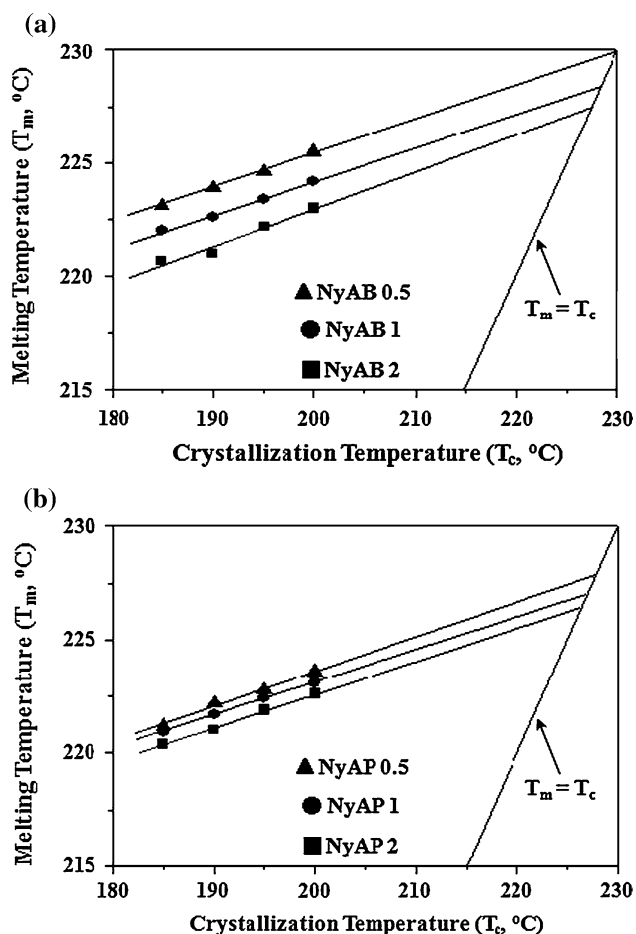 (a)
230
225
220
215
Melting Temperature (Tm, °C)
NyAB 0.5
NyAB 1
NyAB 2
Tm = Tc
180 190 200 210 220 230
Crystallization Temperature (Tc, °C)
(b)
230
225
220
215
Melting Temperature (Tm, °C)
NyAP 0.5
NyAP 1
NyAP 2
Tm = Tc
180 190 200 210 220 230
Crystallization Temperature (Tc, °C)